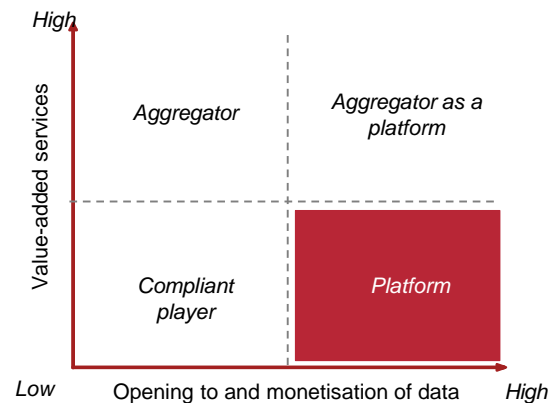 High
Aggregator
Aggregator as a
platform
Value-added services
Compliant
player
Platform
Low
Opening to and monetisation of data
High